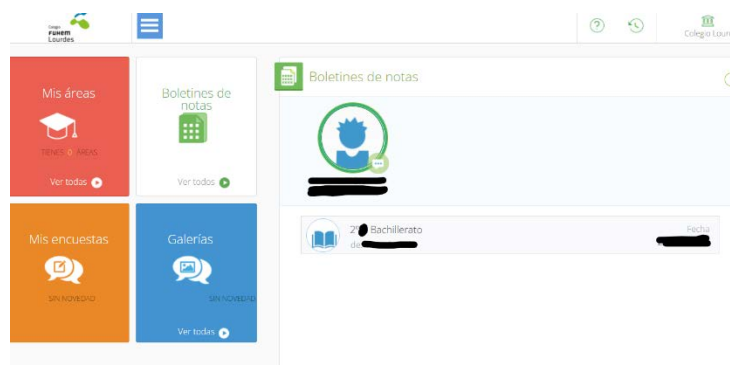 Colegio
FUHEM
Lourdes
Colegio Lour
Mis áreas
TIENES 0 ÁREAS
Ver todas
Boletines de
notas
Ver todos
Mis encuestas
SIN NOVEDAD
Galerías
SIN NOVEDAD
Ver todas
Boletines de notas
2º Bachillerato
de
Fecha